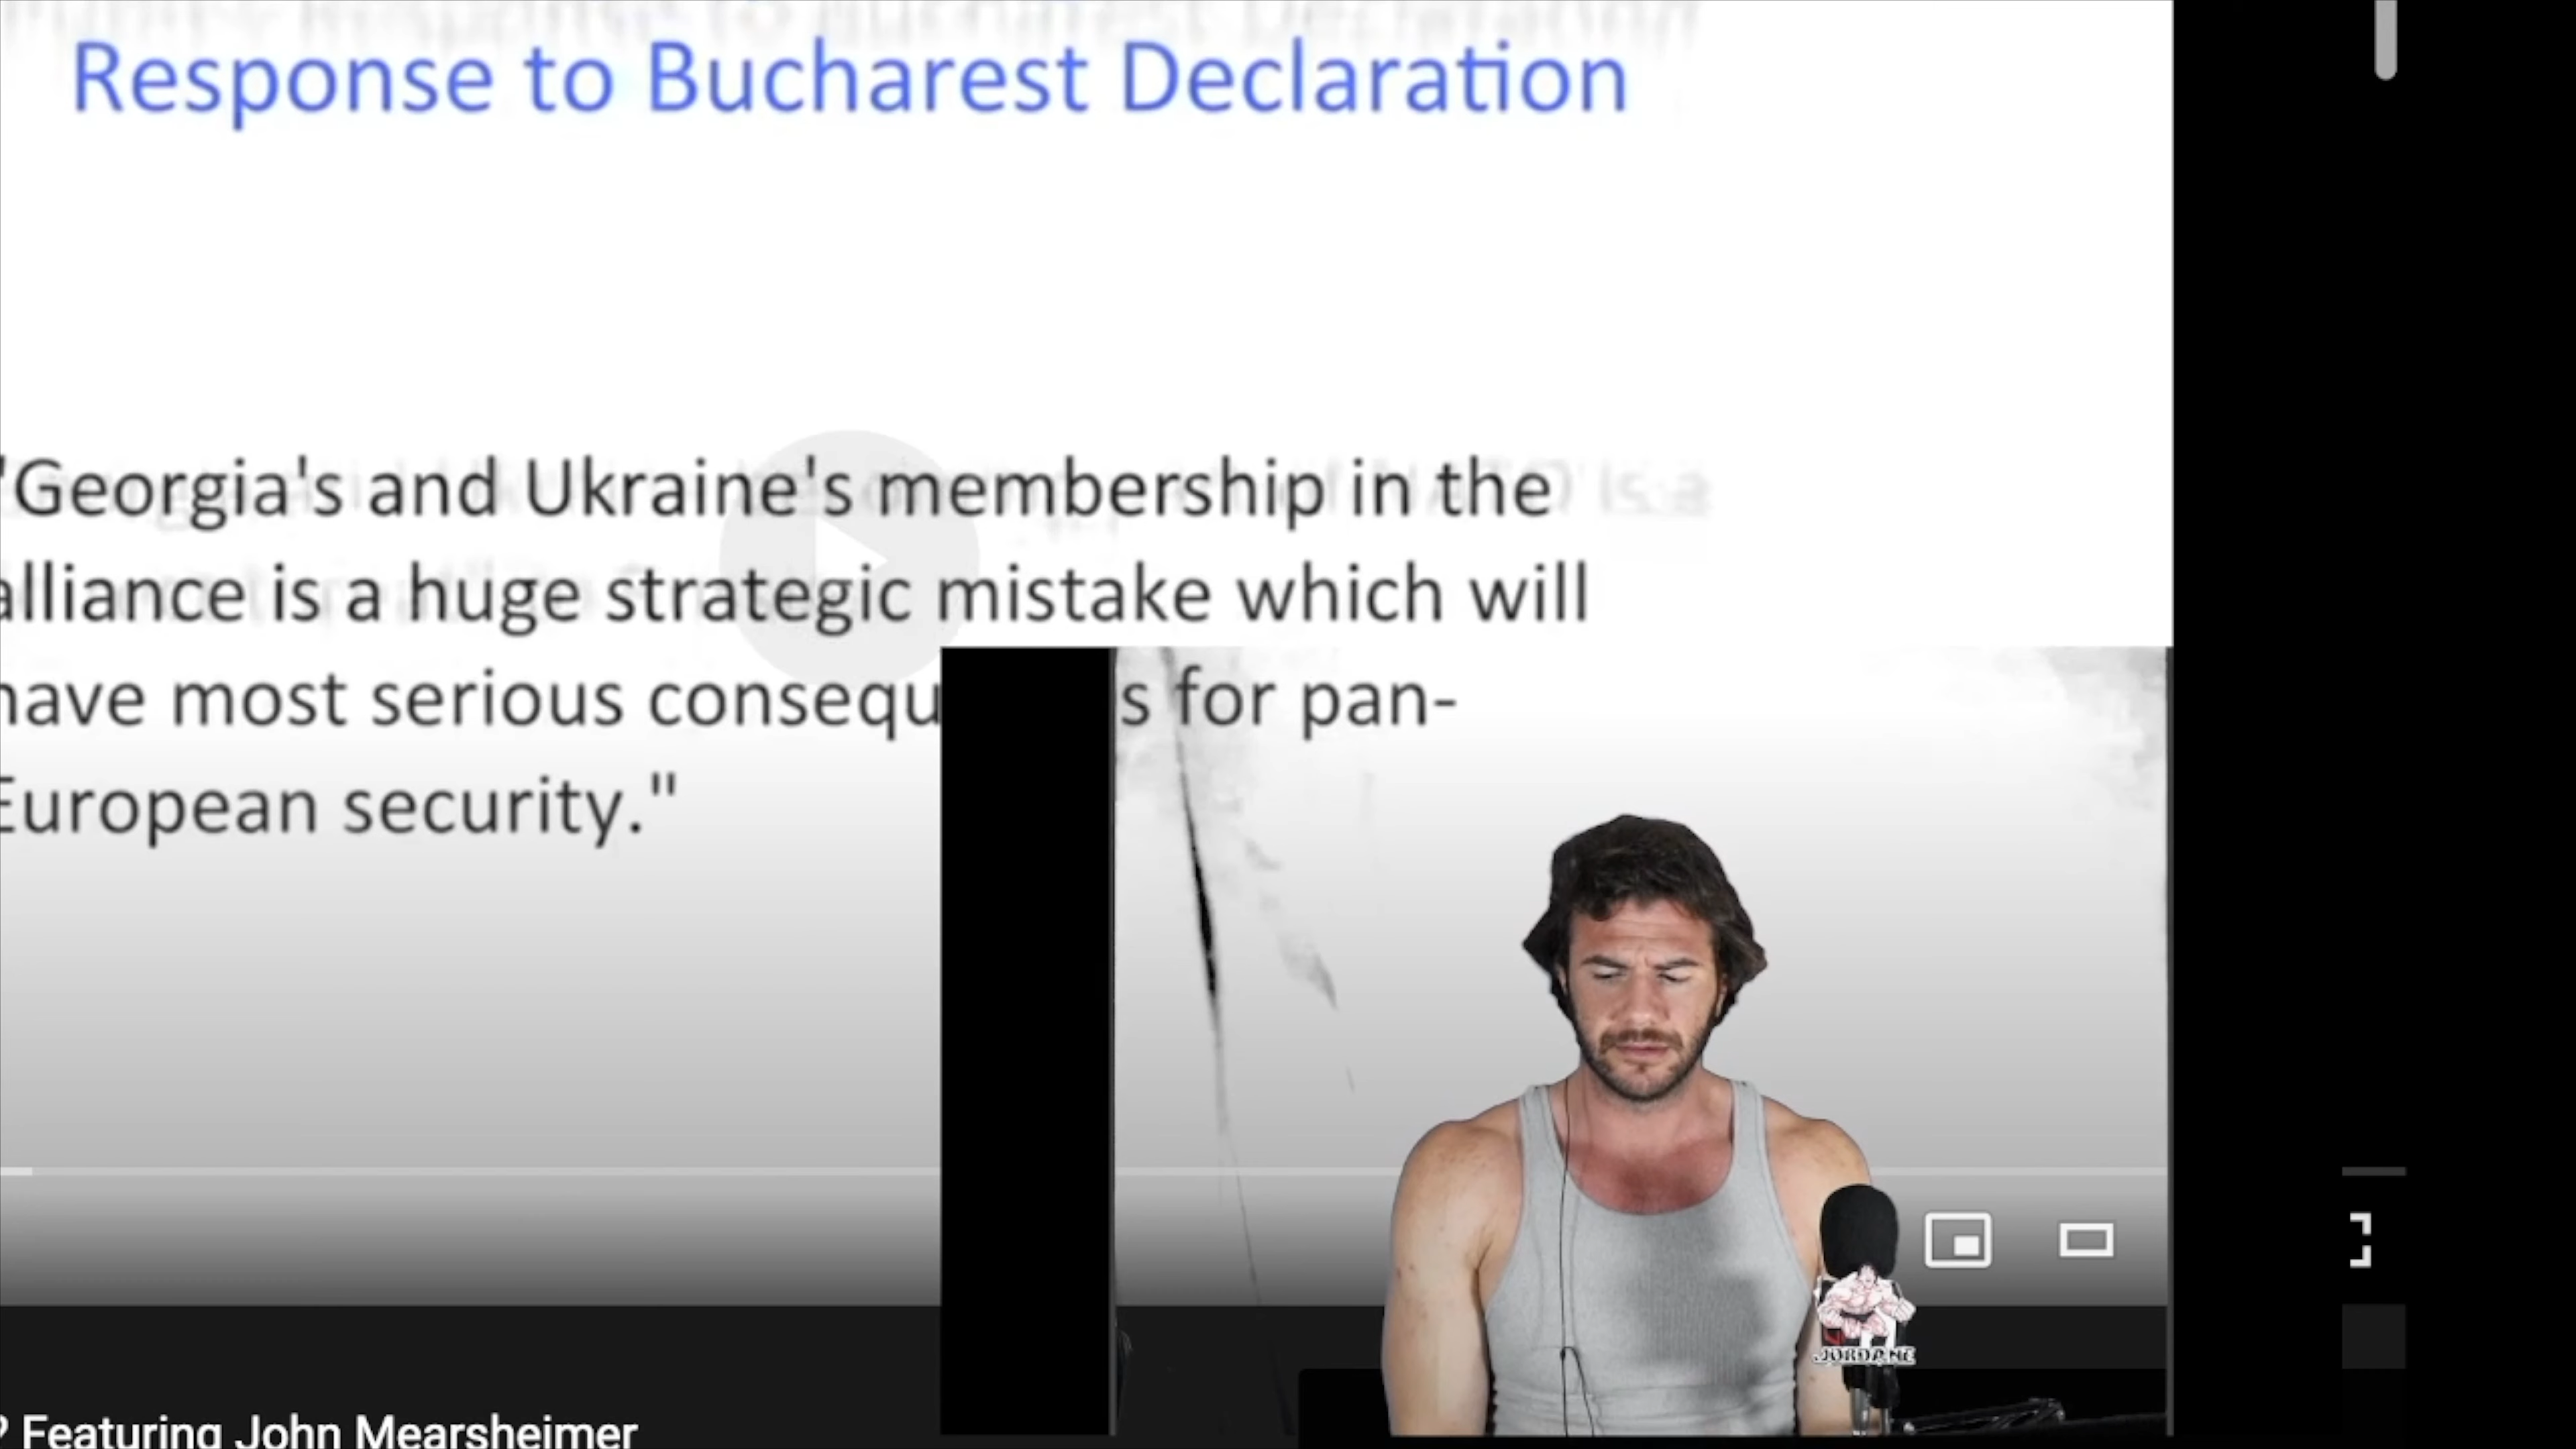 Response to Bucharest Declaration
'Georgia's and Ukraine's membership in the
alliance is a huge strategic mistake which will
have most serious consequ s for pan-
European security."
JORDANE
? Featuring John Mearsheimer